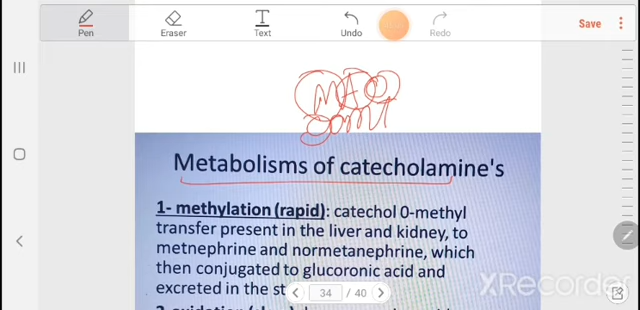 Pen
Eraser
Text
Undo
Redo
Save
MAO
COMT
Metabolisms of catecholamine's
1- methylation (rapid): catechol 0-methyl
transfer present in the liver and kidney, to
metnephrine and normetanephrine, which
then conjugated to glucoronic acid and
excreted in the st
34 / 40
XRecorder